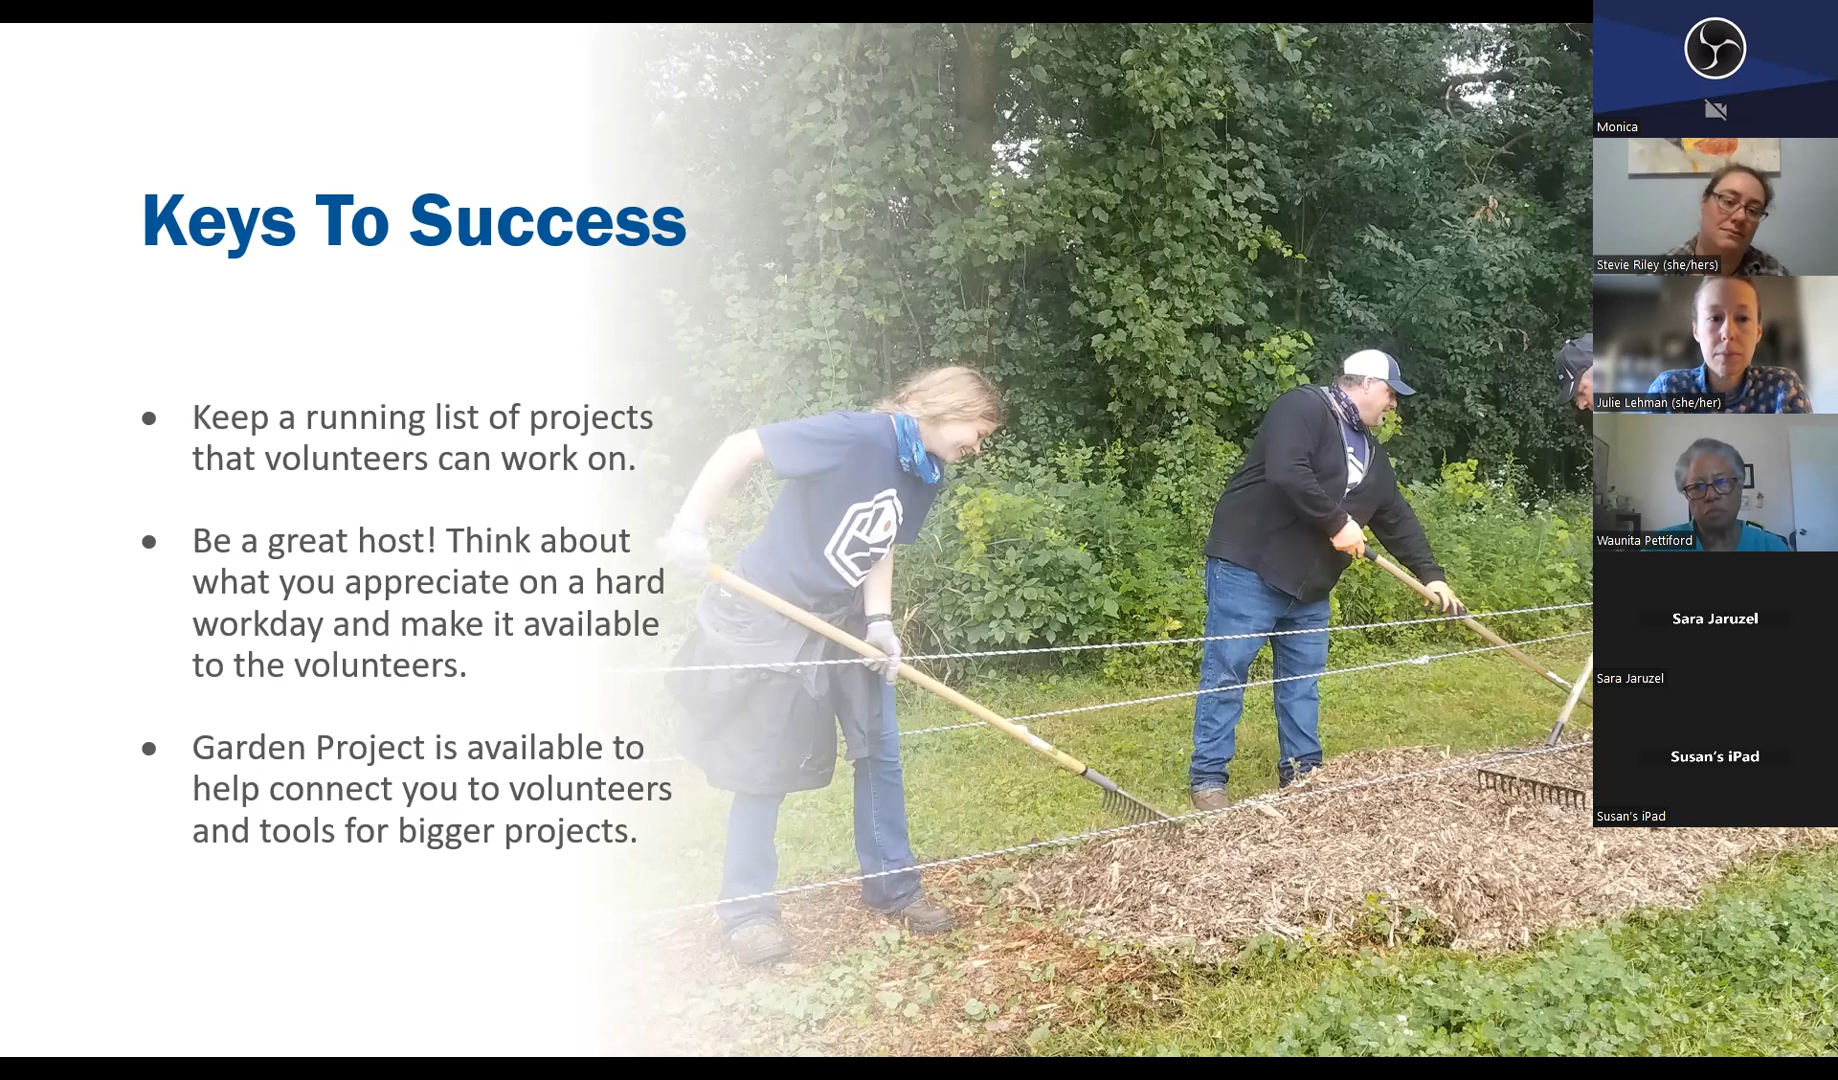 Keys To Success
● Keep a running list of projects
that volunteers can work on.
● Be a great host! Think about
what you appreciate on a hard
workday and make it available
to the volunteers.
● Garden Project is available to
help connect you to volunteers
and tools for bigger projects.
Monica
Stevie Riley (she/hers)
Julie Lehman (she/her)
Waunita Pettiford
Sara Jaruzel
Sara Jaruzel
Susan's iPad
Susan's iPad